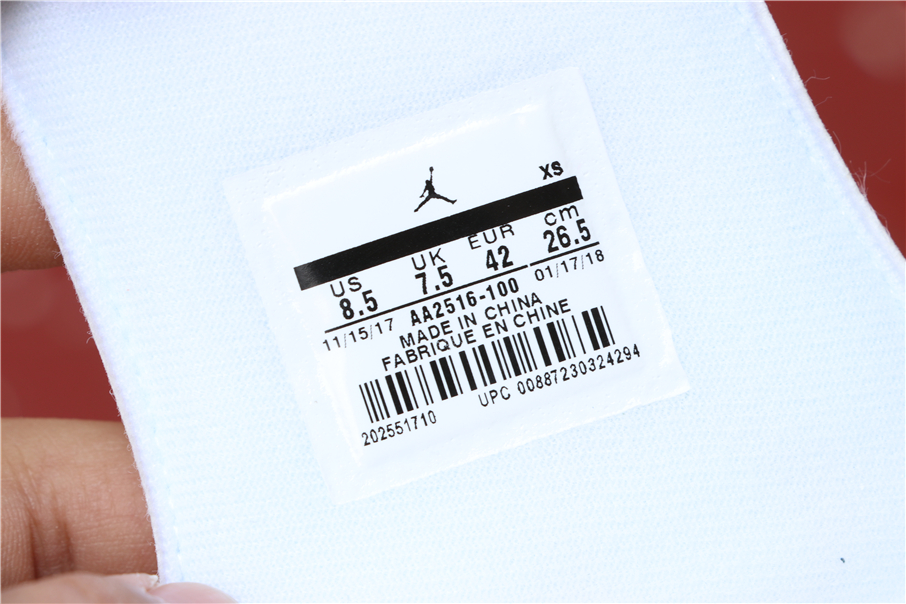 XS
US UK EUR cm
8.5 7.5 42 26.5
11/15/17 AA2516-100 01/17/18
MADE IN CHINA
FABRIQUE EN CHINE
202551710 UPC 00887230324294